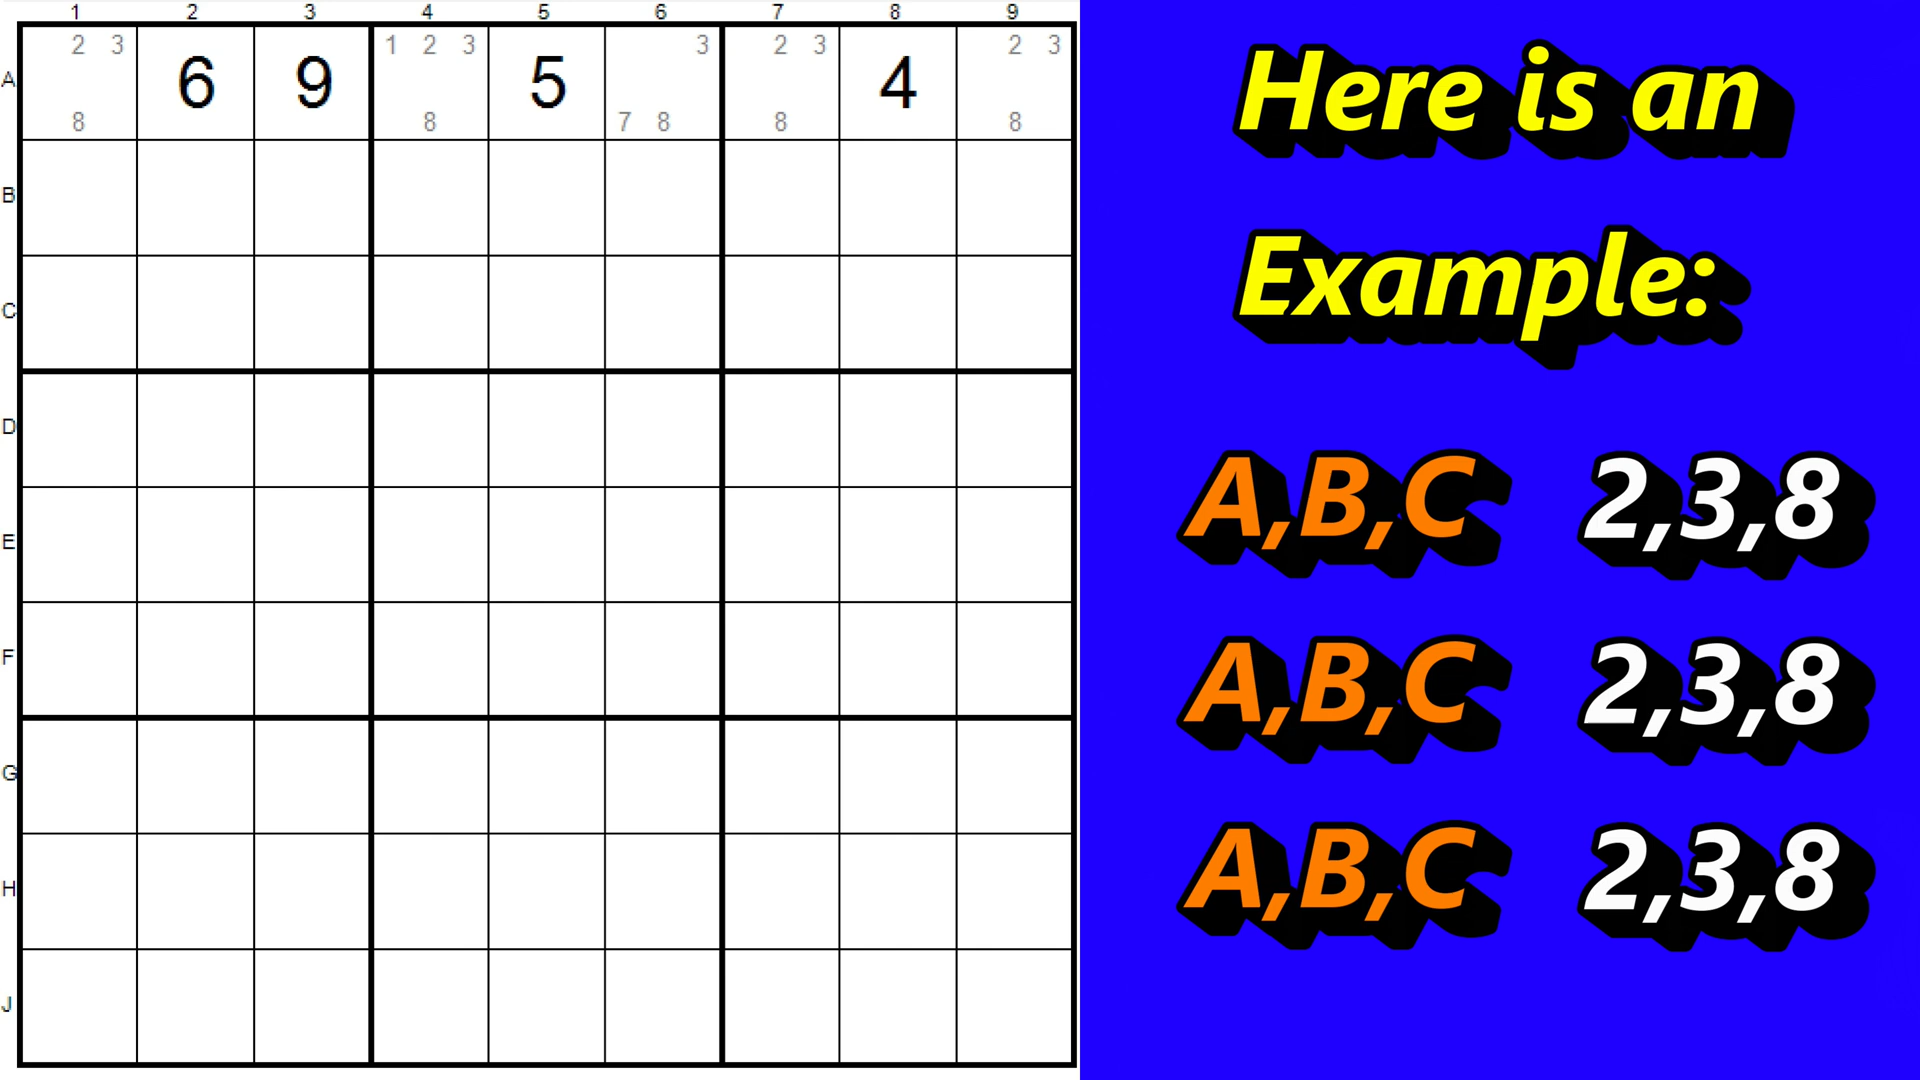 1 2 3 4 5 6 7 8 9
A 2 3 8 6 9 1 2 3 8 5 3 7 8 2 3 8 4 2 3 8
B
C
D
E
F
G
H
J
Here is an
Example:
A,B,C 2,3,8
A,B,C 2,3,8
A,B,C 2,3,8